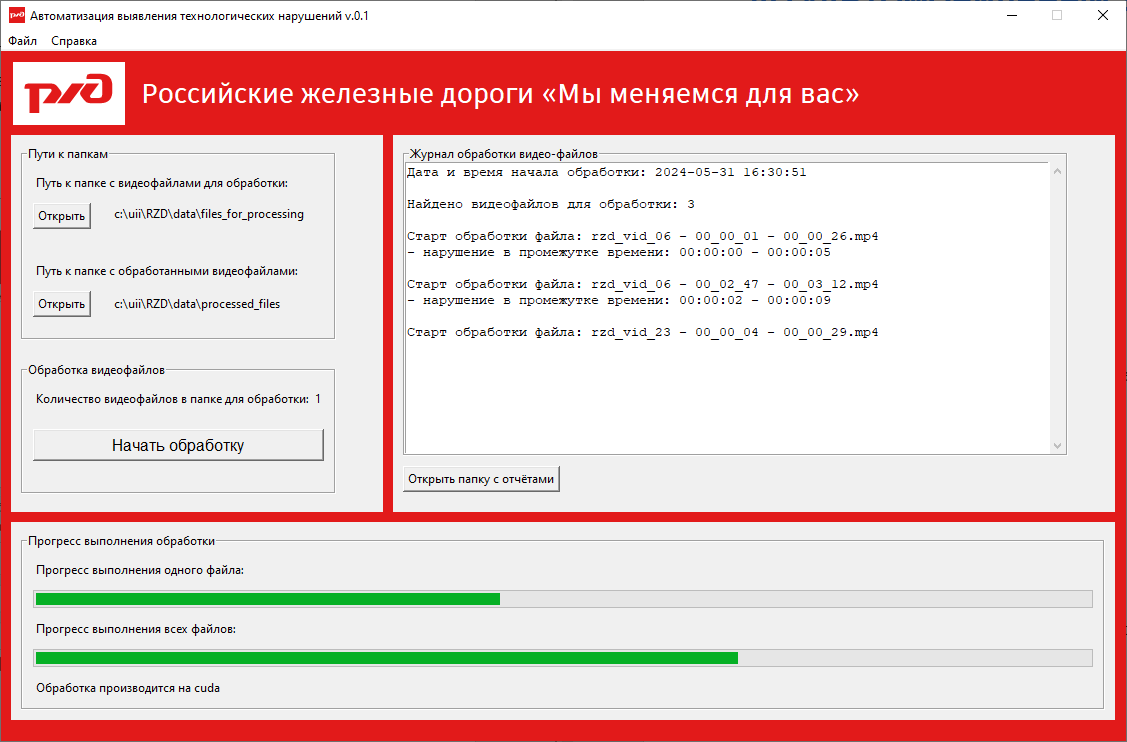 Автоматизация выявления технологических нарушений v.0.1
Файл Справка
ржд Российские железные дороги «Мы меняемся для вас»
Пути к папкам
Путь к папке с видеофайлами для обработки:
Открыть c:\uii\RZD\data\files_for_processing
Путь к папке с обработанными видеофайлами:
Открыть c:\uii\RZD\data\processed_files
Обработка видеофайлов
Количество видеофайлов в папке для обработки: 1
Начать обработку
Журнал обработки видео-файлов
Дата и время начала обработки: 2024-05-31 16:30:51
Найдено видеофайлов для обработки: 3
Старт обработки файла: rzd_vid_06 - 00_00_01 - 00_00_26.mp4
- нарушение в промежутке времени: 00:00:00 - 00:00:05
Старт обработки файла: rzd_vid_06 - 00_02_47 - 00_03_12.mp4
- нарушение в промежутке времени: 00:00:02 - 00:00:09
Старт обработки файла: rzd_vid_23 - 00_00_04 - 00_00_29.mp4
Открыть папку с отчётами
Прогресс выполнения обработки
Прогресс выполнения одного файла:
Прогресс выполнения всех файлов:
Обработка производится на cuda